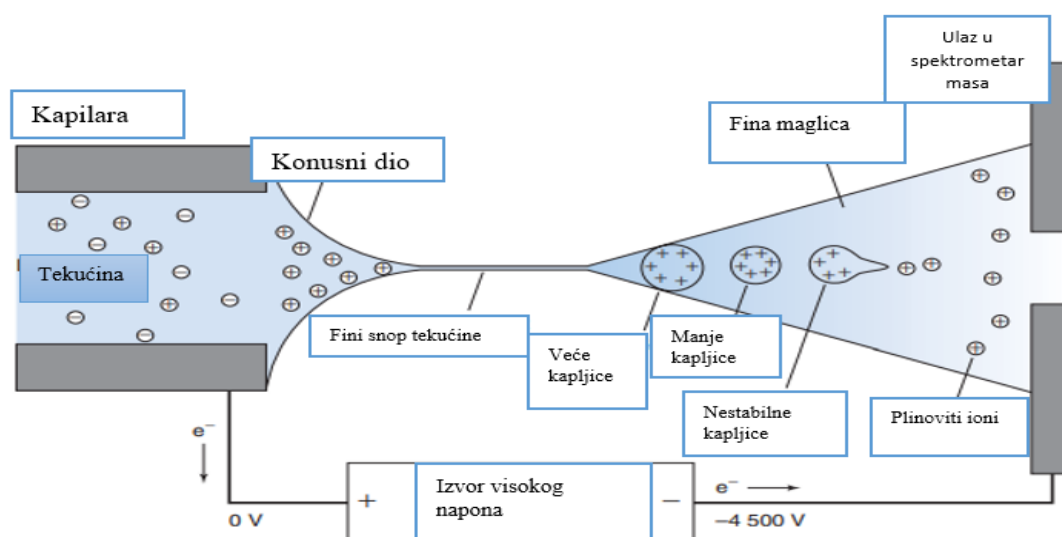 Ulaz u
spektrometar
masa
Kapilara
Fina maglica
Konusni dio
Tekućina
Fini snop tekućine
Veće
kapljice
Manje
kapljice
Nestabilne
kapljice
Plinoviti ioni
e⁻
+
Izvor visokog
napona
−
e⁻
0 V
−4 500 V